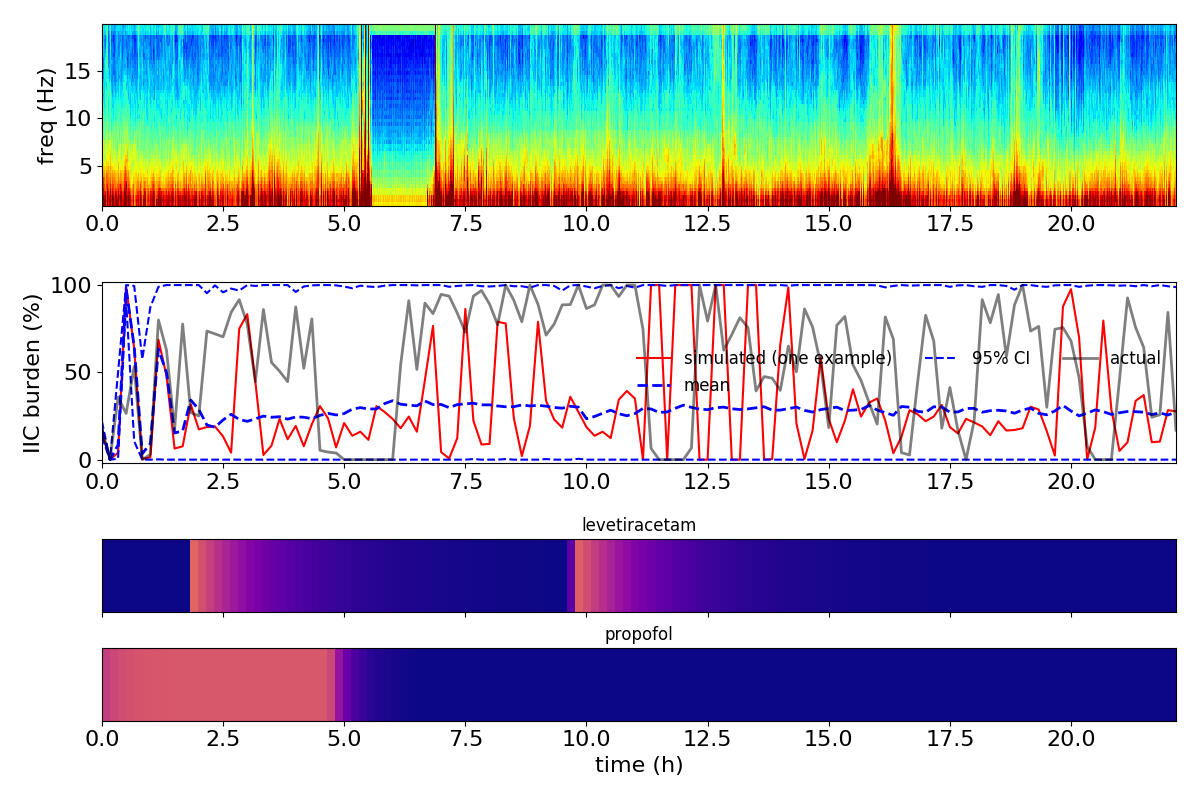 freq (Hz)
15
10
5
0.0 2.5 5.0 7.5 10.0 12.5 15.0 17.5 20.0
IIC burden (%)
100
50
0
simulated (one example) 95% CI actual
mean
0.0 2.5 5.0 7.5 10.0 12.5 15.0 17.5 20.0
levetiracetam
propofol
0.0 2.5 5.0 7.5 10.0 12.5 15.0 17.5 20.0
time (h)